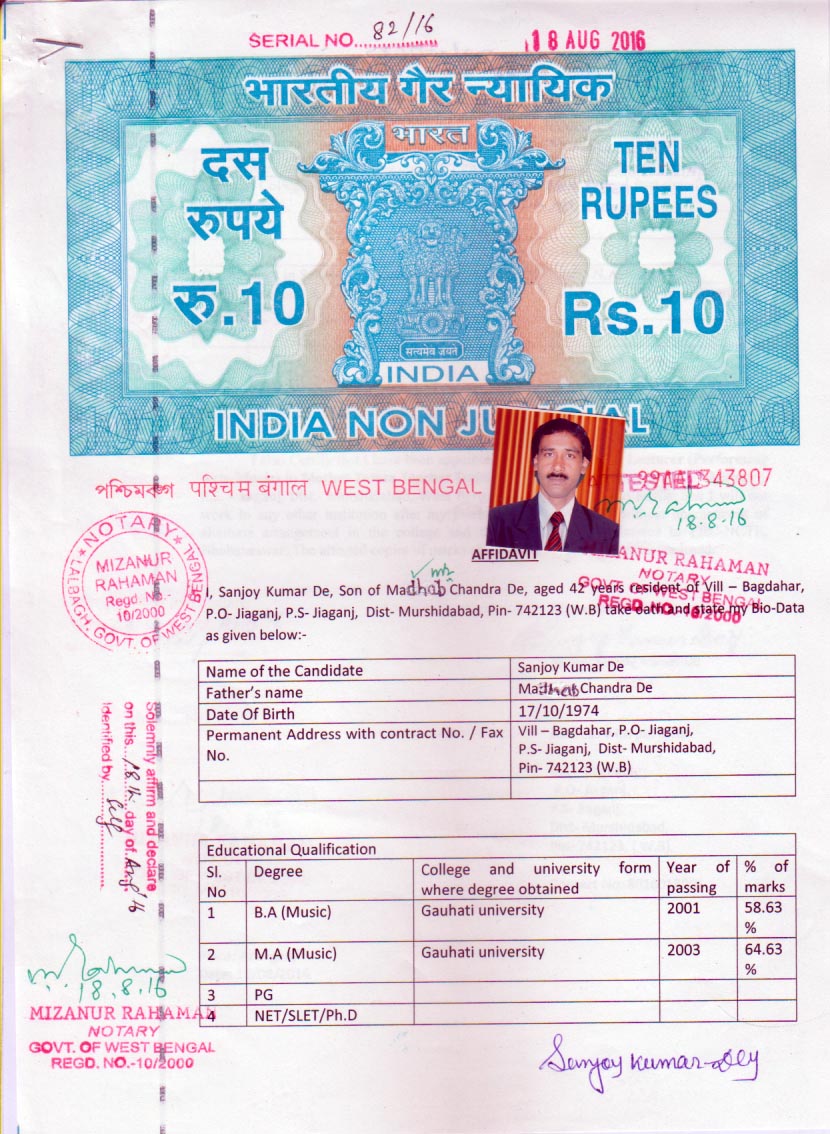 SERIAL NO. 82/16
18 AUG 2016
भारतीय गैर न्यायिक
भारत
दस
रुपये
रु.10
TEN
RUPEES
Rs.10
सत्यमेव जयते
INDIA
INDIA NON JUDICIAL
পশ্চিমবঙ্গ पश्चिम बंगाल WEST BENGAL
343807
18.8.16
AFFIDAVIT
MIZANUR RAHAMAN
NOTARY
GOVT. OF WEST BENGAL
REGD. NO.-10/2000
NOTARY
MIZANUR
RAHAMAN
Regd. No.-
10/2000
LALBAGH, GOVT. OF WEST BENGAL
I, Sanjoy Kumar De, Son of Madhab Chandra De, aged 42 years resident of Vill – Bagdahar,
P.O- Jiaganj, P.S- Jiaganj, Dist- Murshidabad, Pin- 742123 (W.B) take oath and state my Bio-Data
as given below:-
Name of the Candidate Sanjoy Kumar De
Father's name Madhab Chandra De
Date Of Birth 17/10/1974
Permanent Address with contract No. / Fax Vill – Bagdahar, P.O- Jiaganj,
No. P.S- Jiaganj, Dist- Murshidabad,
Pin- 742123 (W.B)
Solemnly affirm and declare
on this 18th day of Aug'16
Identified by Self
Educational Qualification
Sl. Degree College and university form Year of % of
No where degree obtained passing marks
1 B.A (Music) Gauhati university 2001 58.63
%
2 M.A (Music) Gauhati university 2003 64.63
%
3 PG
4 NET/SLET/Ph.D
18.8.16
MIZANUR RAHAMAN
NOTARY
GOVT. OF WEST BENGAL
REGD. NO.-10/2000
Sanjoy Kumar Dey